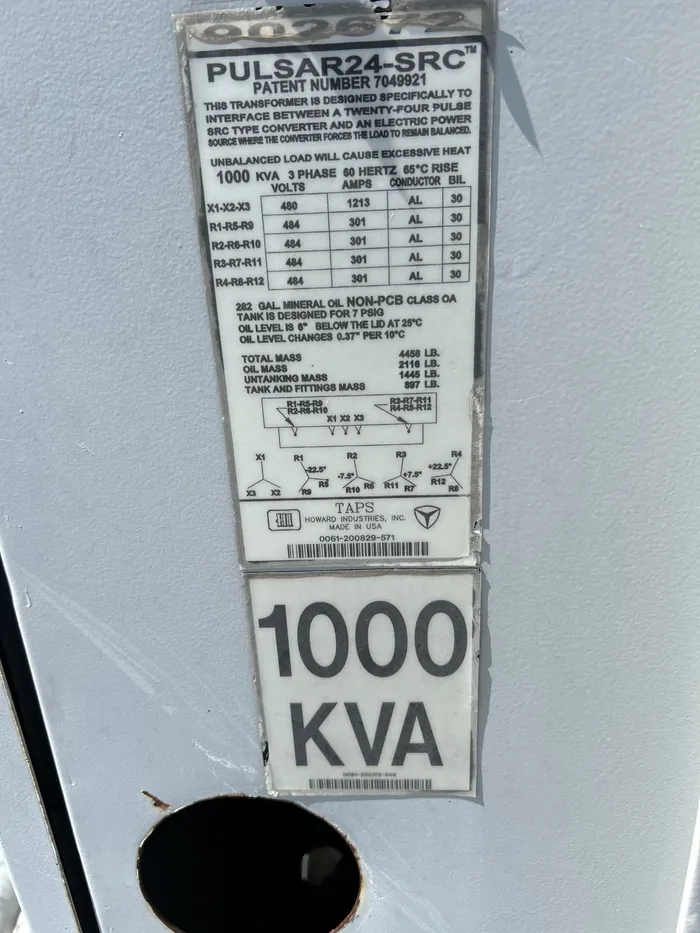 902672
PULSAR24-SRC™
PATENT NUMBER 7049921
THIS TRANSFORMER IS DESIGNED SPECIFICALLY TO
INTERFACE BETWEEN A TWENTY-FOUR PULSE
SRC TYPE CONVERTER AND AN ELECTRIC POWER
SOURCE WHERE THE CONVERTER FORCES THE LOAD TO REMAIN BALANCED.
UNBALANCED LOAD WILL CAUSE EXCESSIVE HEAT
1000 KVA 3 PHASE 60 HERTZ 65°C RISE
VOLTS AMPS CONDUCTOR BIL
X1-X2-X3 480 1213 AL 30
R1-R5-R9 484 301 AL 30
R2-R6-R10 484 301 AL 30
R3-R7-R11 484 301 AL 30
R4-R8-R12 484 301 AL 30
262 GAL. MINERAL OIL NON-PCB CLASS OA
TANK IS DESIGNED FOR 7 PSIG
OIL LEVEL IS 6" BELOW THE LID AT 25°C
OIL LEVEL CHANGES 0.37" PER 10°C
TOTAL MASS 4458 LB.
OIL MASS 2116 LB.
UNTANKING MASS 1445 LB.
TANK AND FITTINGS MASS 897 LB.
R1-R5-R9 R3-R7-R11
R2-R6-R10 X1 X2 X3 R4-R8-R12
X1 R1 R2 R3 R4
-22.5° -7.5° +7.5° +22.5°
X3 X2 R9 R5 R10 R6 R11 R7 R12 R8
TAPS
HOWARD INDUSTRIES, INC.
MADE IN USA
0061-200829-571
1000
KVA